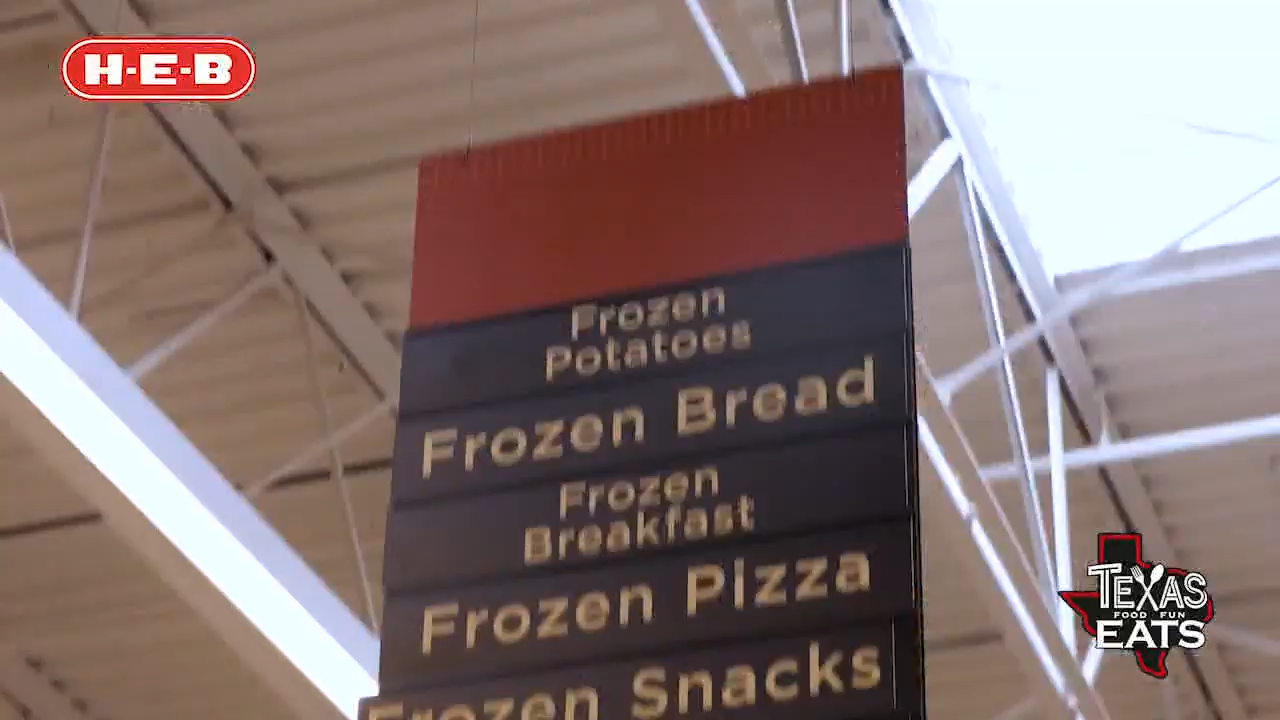 H-E-B
Frozen
Potatoes
Frozen Bread
Frozen
Breakfast
Frozen Pizza
Frozen Snacks
TEXAS
FOOD FUN
EATS